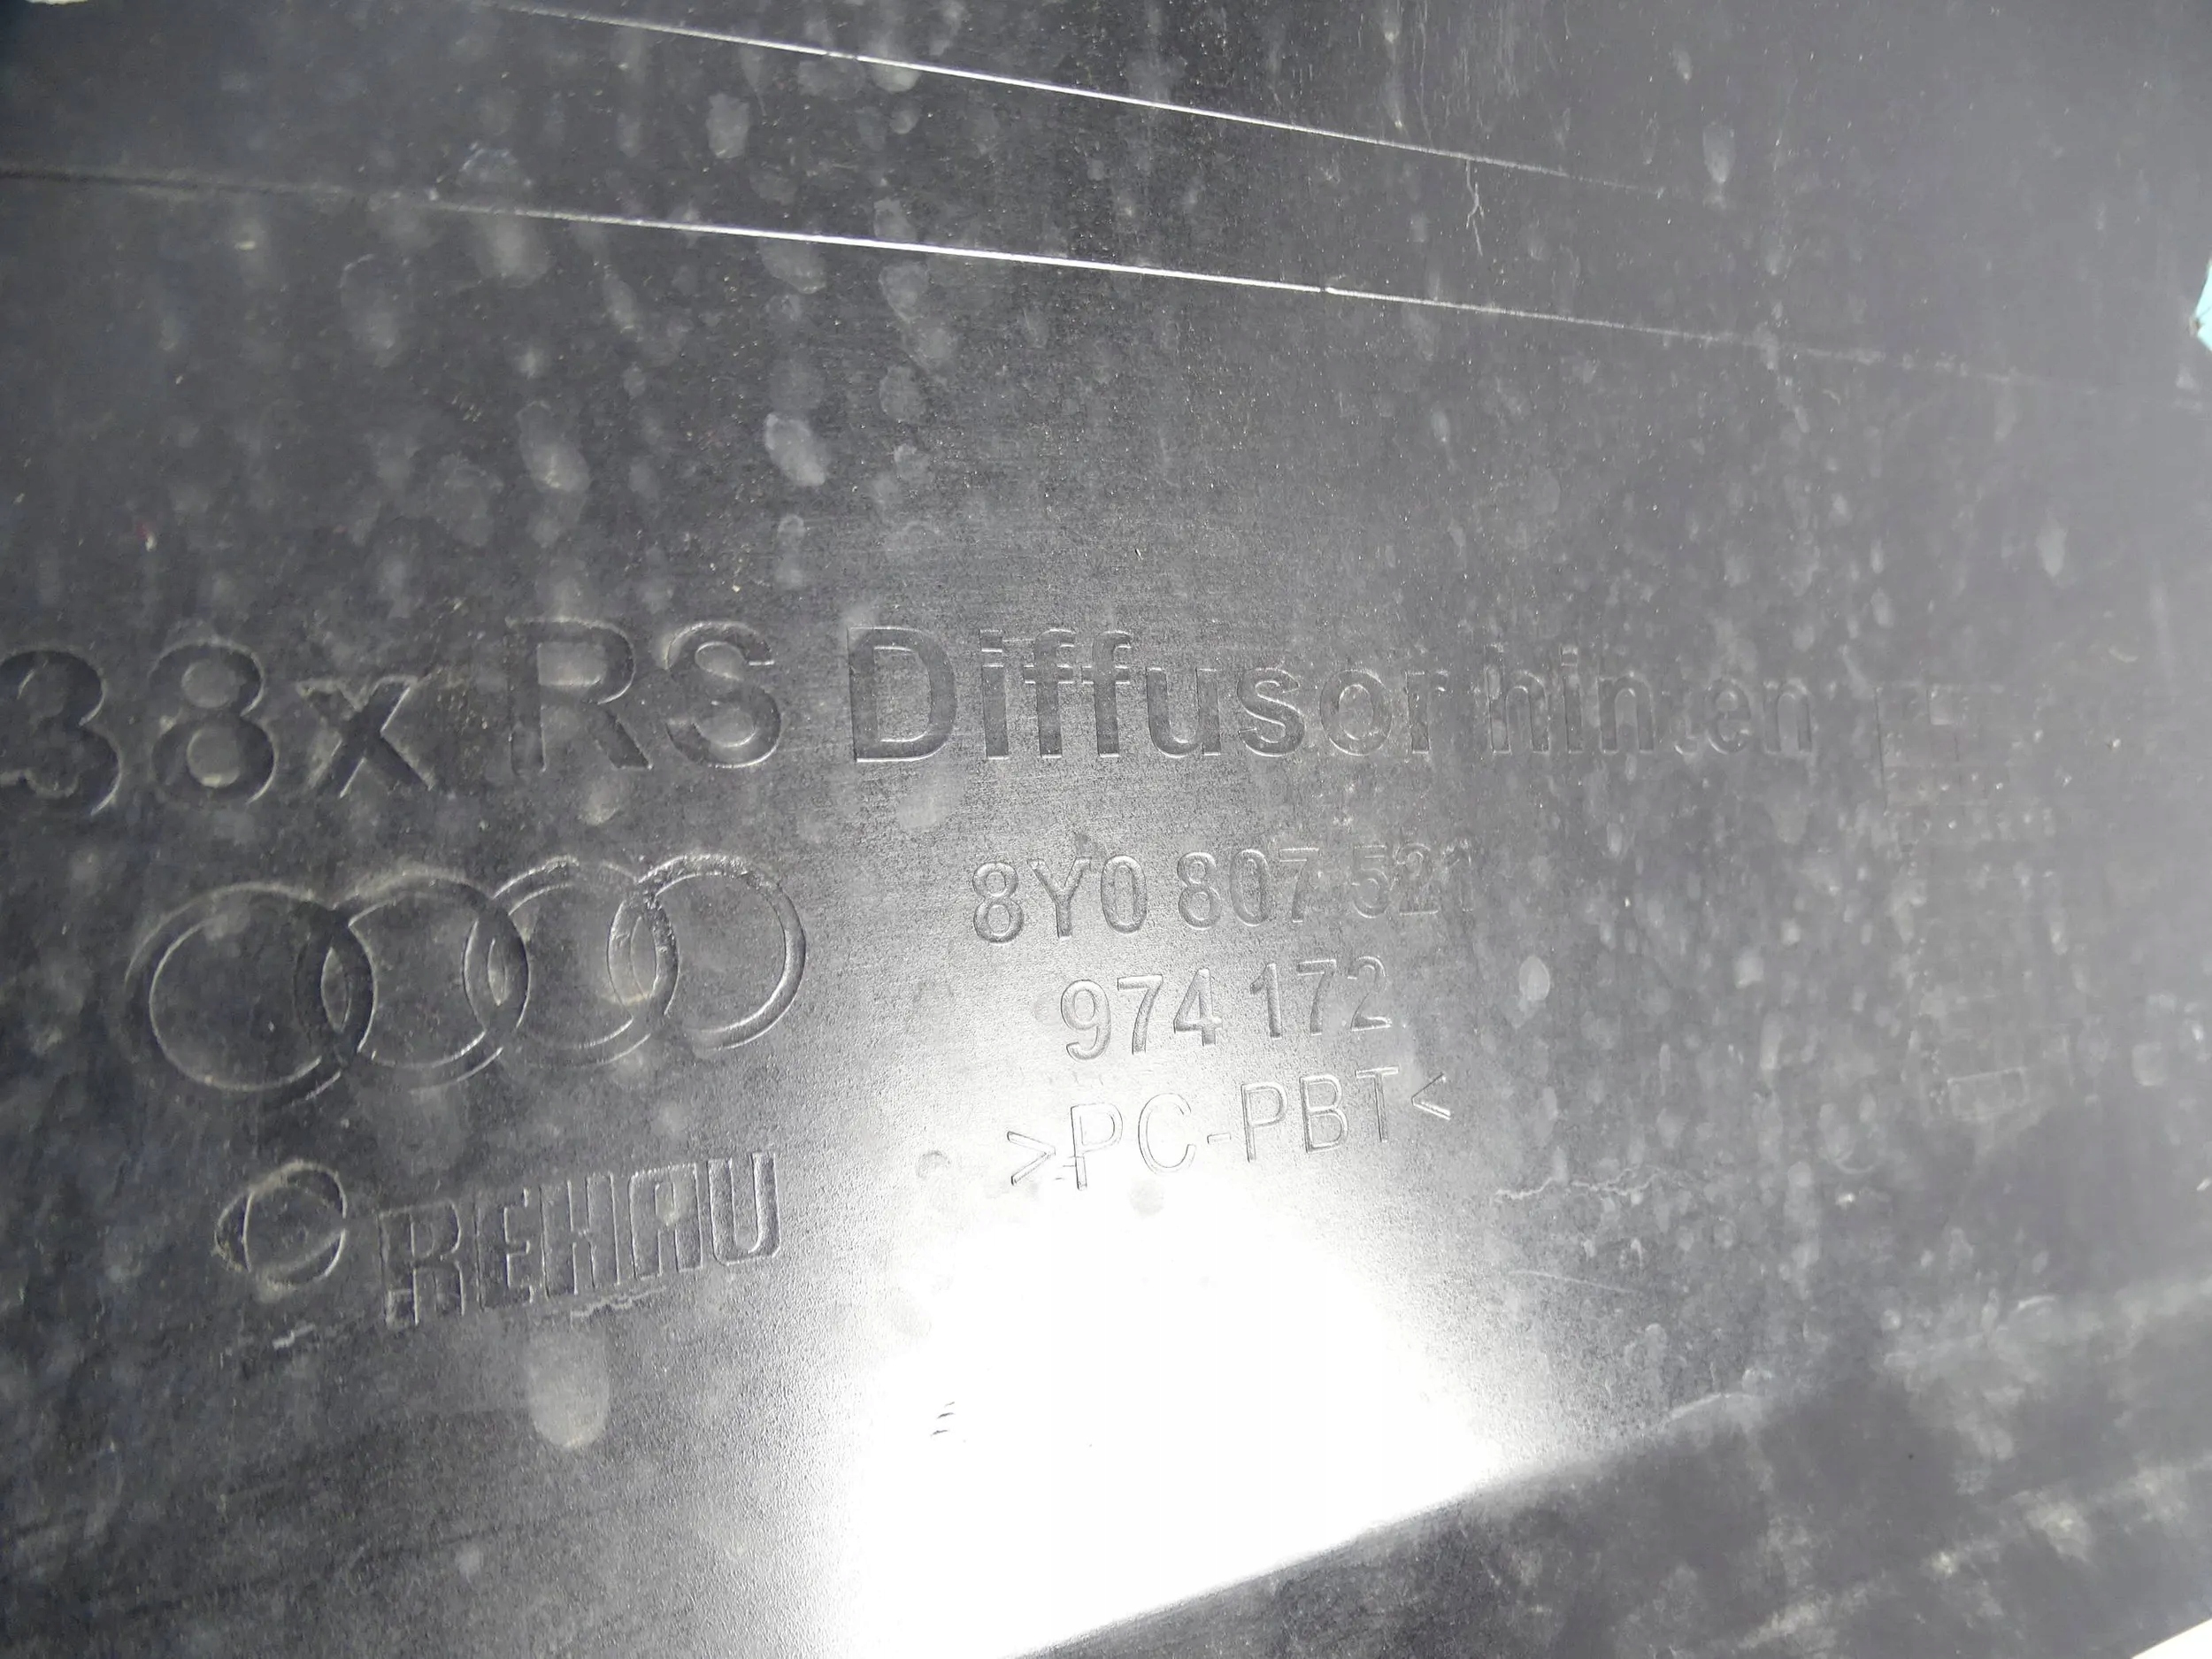 38x RS Diffusor hinten
8Y0 807 521
974 172
>PC-PBT<
REHAU